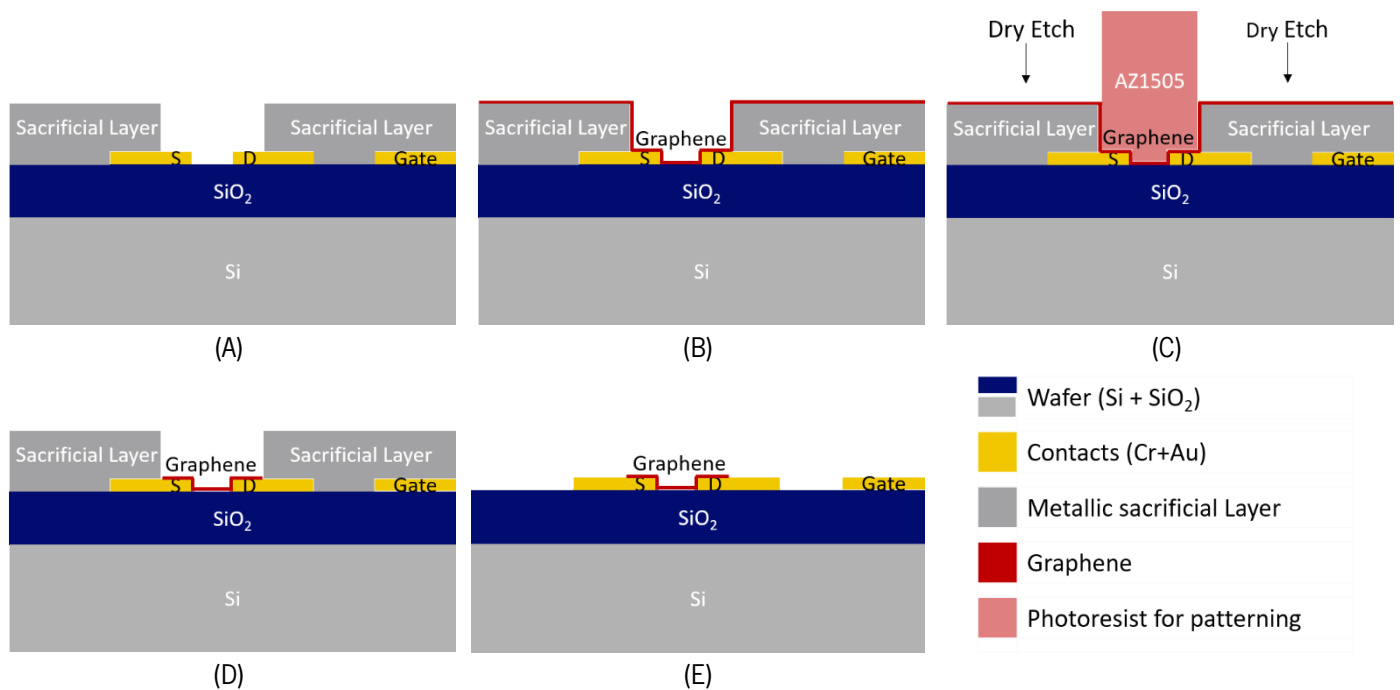 Sacrificial Layer
Sacrificial Layer
S
D
Gate
SiO₂
Si
(A)
Sacrificial Layer
Graphene
Sacrificial Layer
S
D
Gate
SiO₂
Si
(B)
Dry Etch
Dry Etch
AZ1505
Sacrificial Layer
Graphene
Sacrificial Layer
S
D
Gate
SiO₂
Si
(C)
Sacrificial Layer
Graphene
Sacrificial Layer
S
D
Gate
SiO₂
Si
(D)
Graphene
S
D
Gate
SiO₂
Si
(E)
Wafer (Si + SiO₂)
Contacts (Cr+Au)
Metallic sacrificial Layer
Graphene
Photoresist for patterning